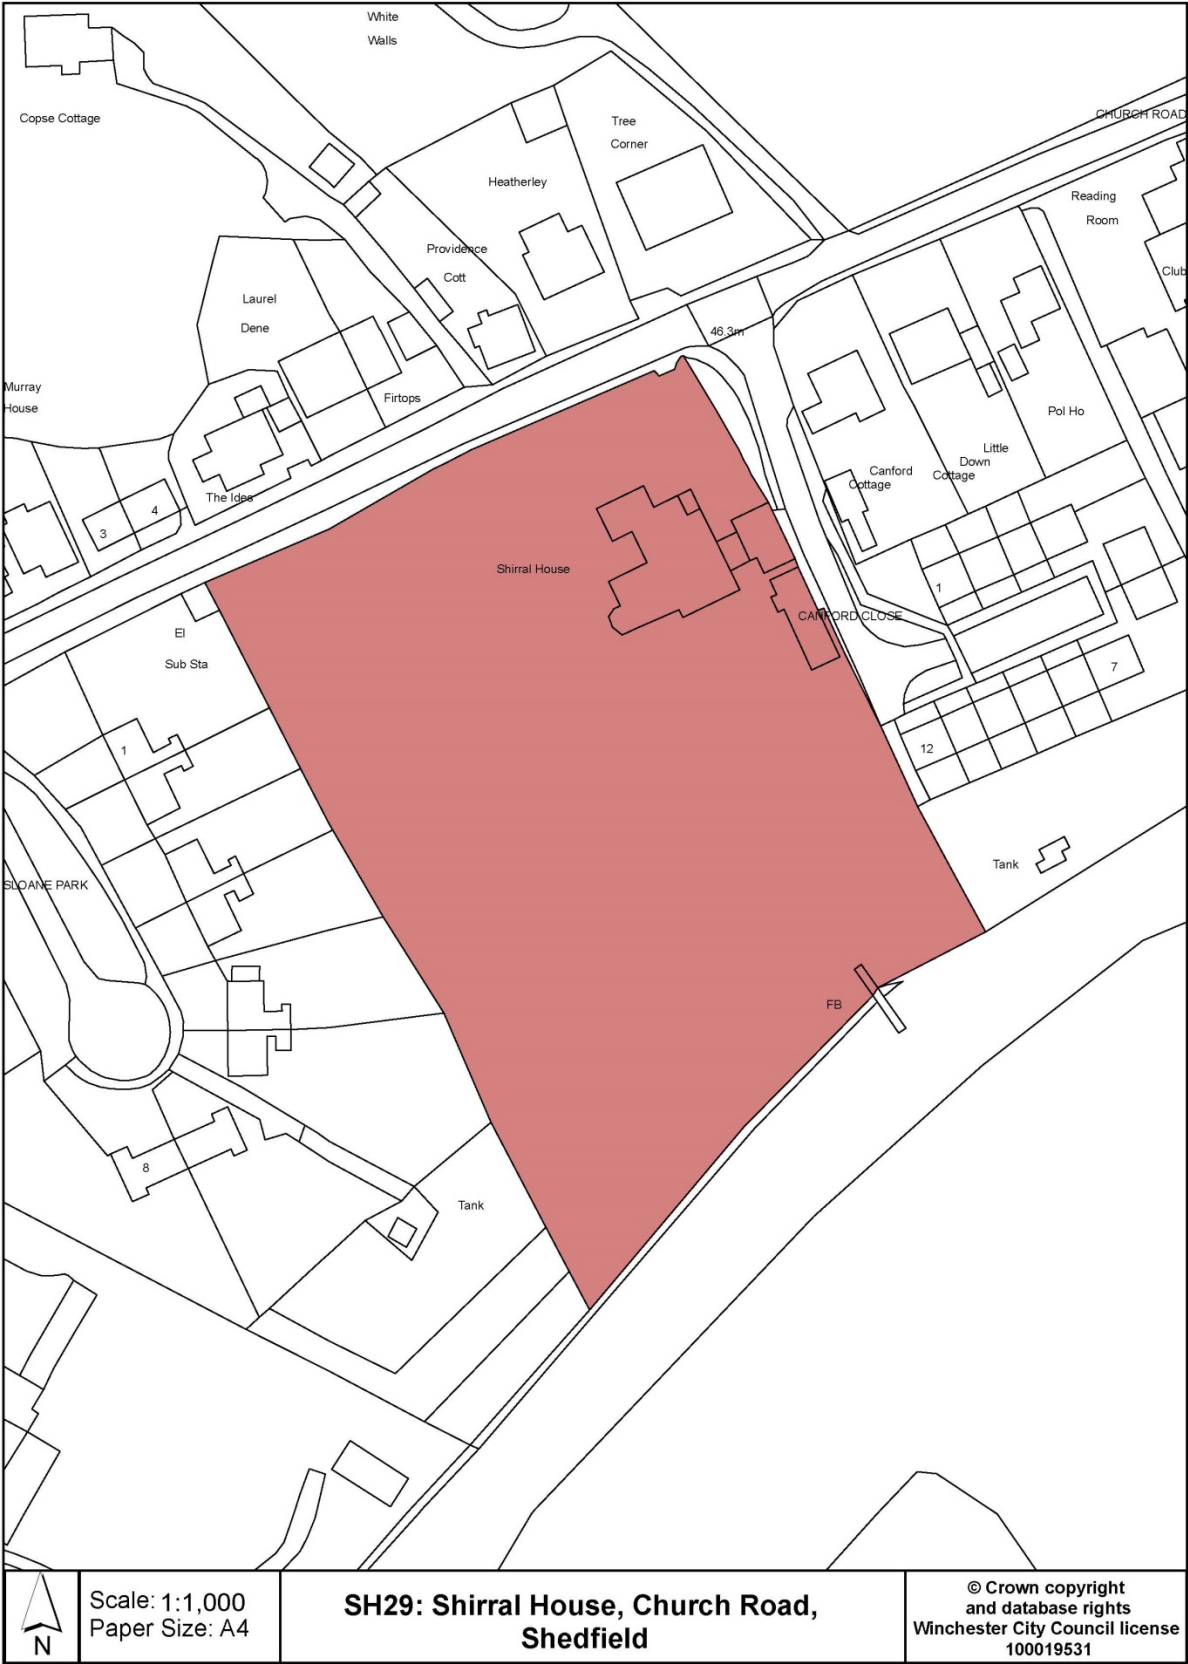 White
Walls
Copse Cottage
CHURCH ROAD
Tree
Corner
Heatherley
Reading
Room
Providence
Cott
Club
Laurel
Dene
46.3m
Murray
House
Firtops
Pol Ho
Little
Down
Cottage
Canford
Cottage
The Ides
4
3
Shirral House
1
CANFORD CLOSE
El
Sub Sta
7
1
12
Tank
SLOANE PARK
FB
8
Tank
N
Scale: 1:1,000
Paper Size: A4
SH29: Shirral House, Church Road,
Shedfield
© Crown copyright
and database rights
Winchester City Council license
100019531